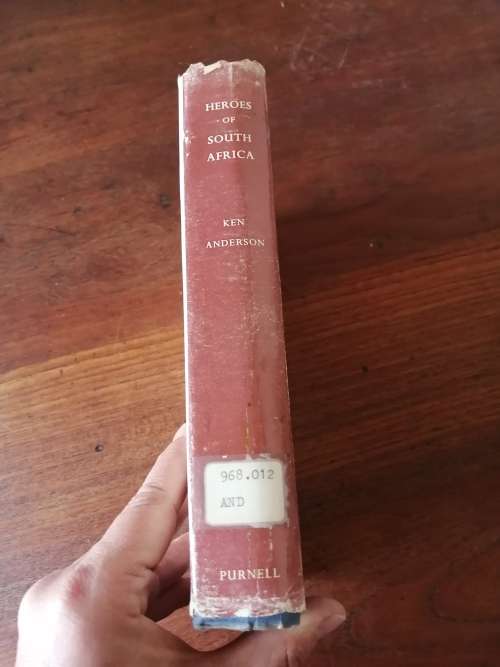 HEROES
OF
SOUTH
AFRICA
KEN
ANDERSON
968.012
AND
PURNELL